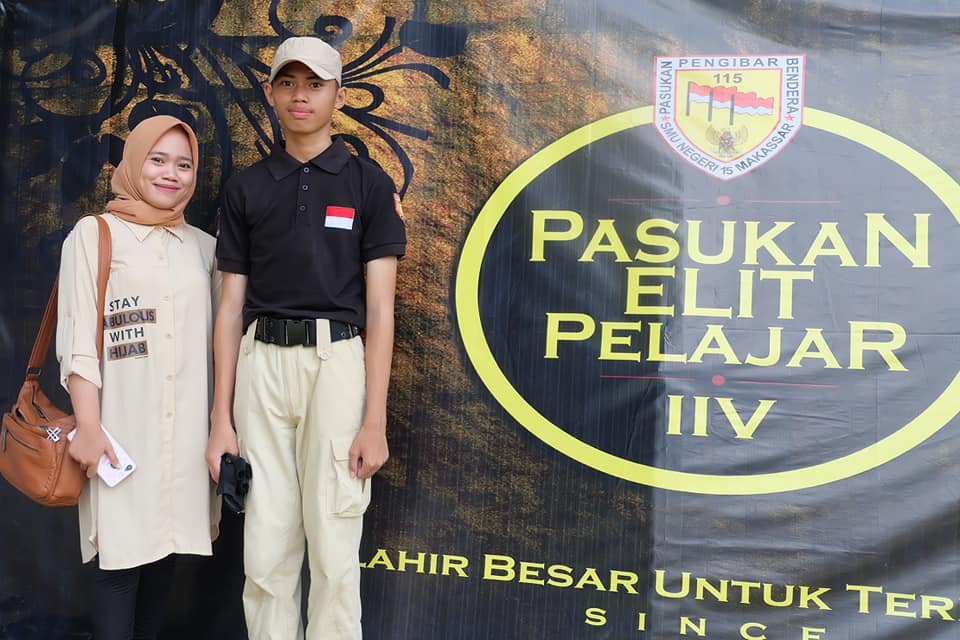 PASUKAN PENGIBAR BENDERA
115
SMU NEGERI 15 MAKASSAR
PASUKAN
ELIT
PELAJAR
IIV
LAHIR BESAR UNTUK TER
SINCE
STAY
ABULOUS
WITH
HIJAB